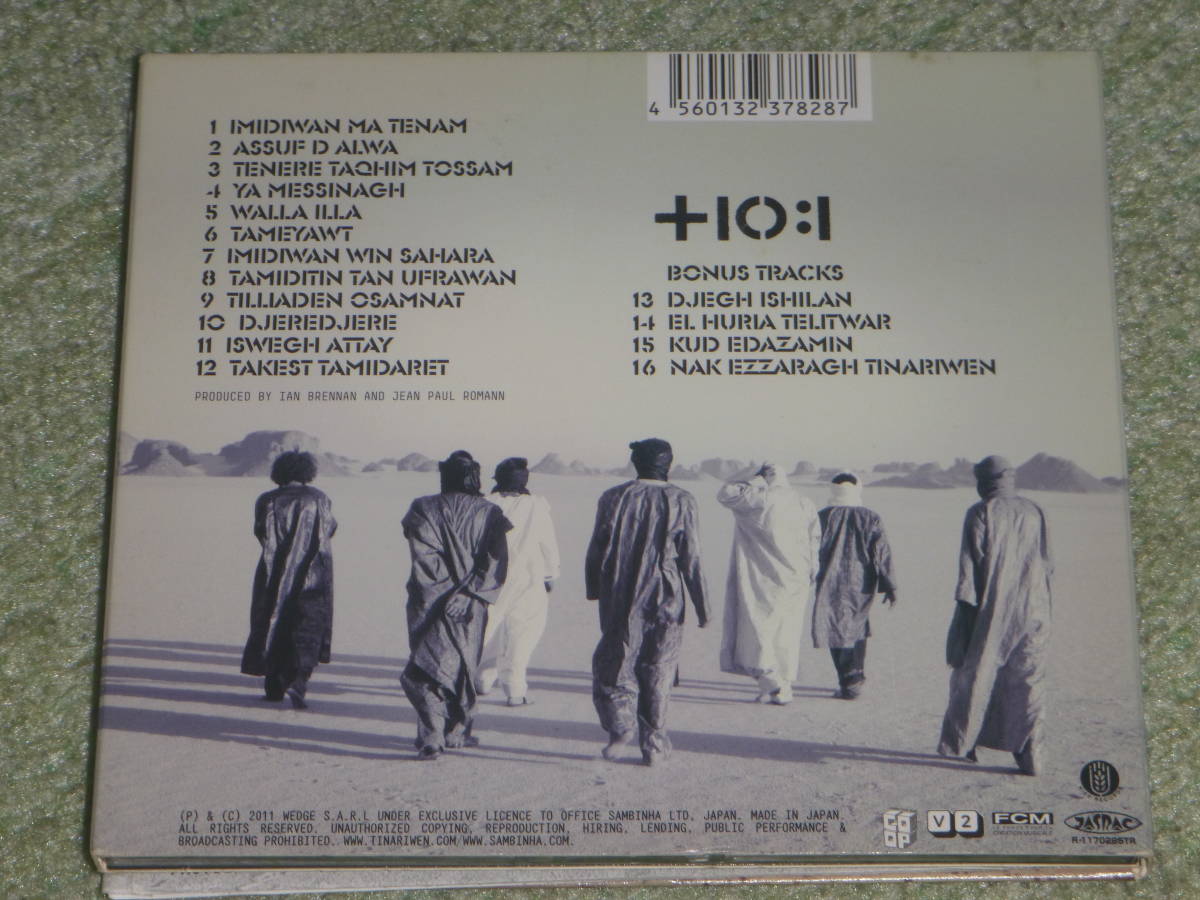 4 560132 378287
1 IMIDIWAN MA TENAM
2 ASSUF D ALWA
3 TENERE TAQHIM TOSSAM
4 YA MESSINAGH
5 WALLA ILLA
6 TAMEYAWT
7 IMIDIWAN WIN SAHARA
8 TAMIDITIN TAN UFRAWAN
9 TILLIADEN OSAMNAT
10 DJEREDJERE
11 ISWEGH ATTAY
12 TAKEST TAMIDARET
PRODUCED BY IAN BRENNAN AND JEAN PAUL ROMANN
ⵜⵏⵔⵓⵏ
BONUS TRACKS
13 DJEGH ISHILAN
14 EL HURIA TELITWAR
15 KUD EDAZAMIN
16 NAK EZZARAGH TINARIWEN
(P) & (C) 2011 WEDGE S.A.R.L UNDER EXCLUSIVE LICENCE TO OFFICE SAMBINHA LTD, JAPAN. MADE IN JAPAN.
ALL RIGHTS RESERVED. UNAUTHORIZED COPYING, REPRODUCTION, HIRING, LENDING, PUBLIC PERFORMANCE &
BROADCASTING PROHIBITED. WWW.TINARIWEN.COM/WWW.SAMBINHA.COM.
CO OP
V2
FCM
JASRAC